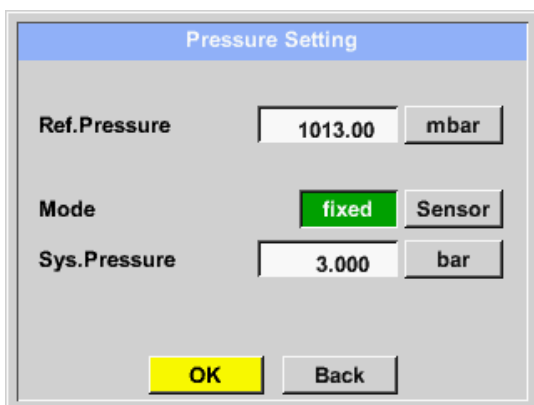 Pressure Setting
Ref.Pressure 1013.00 mbar
Mode fixed Sensor
Sys.Pressure 3.000 bar
OK Back